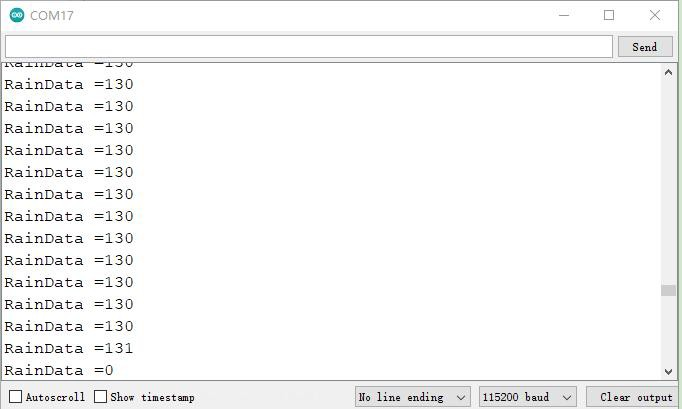 COM17
Send
RainData =130
RainData =130
RainData =130
RainData =130
RainData =130
RainData =130
RainData =130
RainData =130
RainData =130
RainData =130
RainData =130
RainData =130
RainData =130
RainData =131
RainData =0
Autoscroll Show timestamp No line ending 115200 baud Clear output